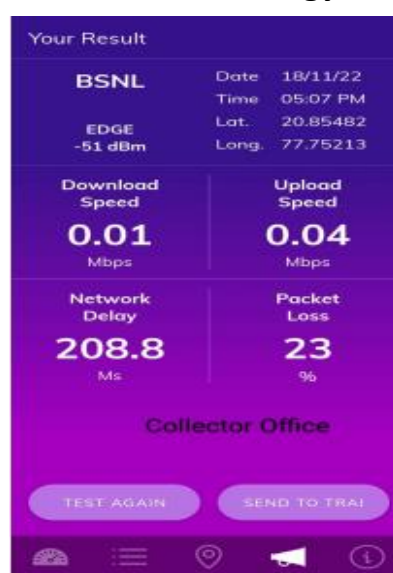 Your Result
BSNL
EDGE
-51 dBm
Date 18/11/22
Time 05:07 PM
Lat. 20.85482
Long. 77.75213
Download
Speed
0.01
Mbps
Upload
Speed
0.04
Mbps
Network
Delay
208.8
Ms
Packet
Loss
23
%
Collector Office
TEST AGAIN
SEND TO TRAI